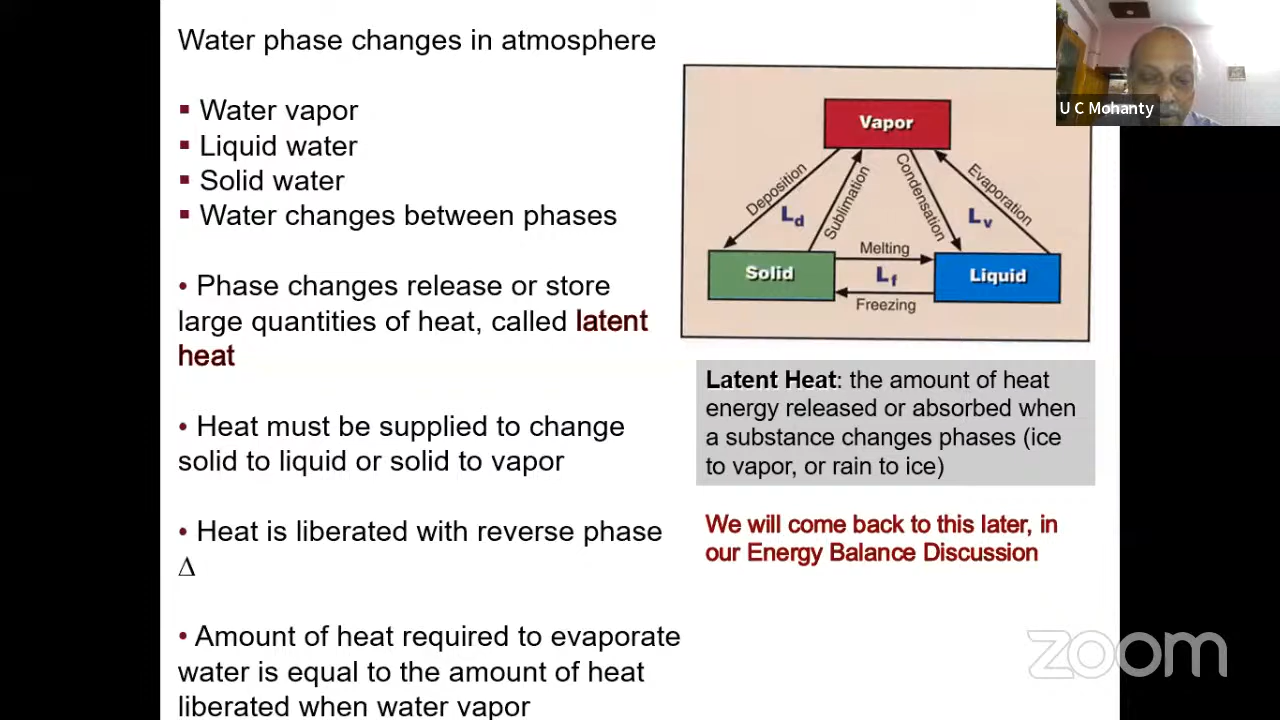 Water phase changes in atmosphere
▪ Water vapor
▪ Liquid water
▪ Solid water
▪ Water changes between phases
• Phase changes release or store
large quantities of heat, called latent
heat
• Heat must be supplied to change
solid to liquid or solid to vapor
• Heat is liberated with reverse phase
Δ
• Amount of heat required to evaporate
water is equal to the amount of heat
liberated when water vapor
Vapor
Deposition
Ld
Sublimation
Condensation
Lv
Evaporation
Solid
Melting
Lf
Freezing
Liquid
Latent Heat: the amount of heat
energy released or absorbed when
a substance changes phases (ice
to vapor, or rain to ice)
We will come back to this later, in
our Energy Balance Discussion
U C Mohanty
zoom